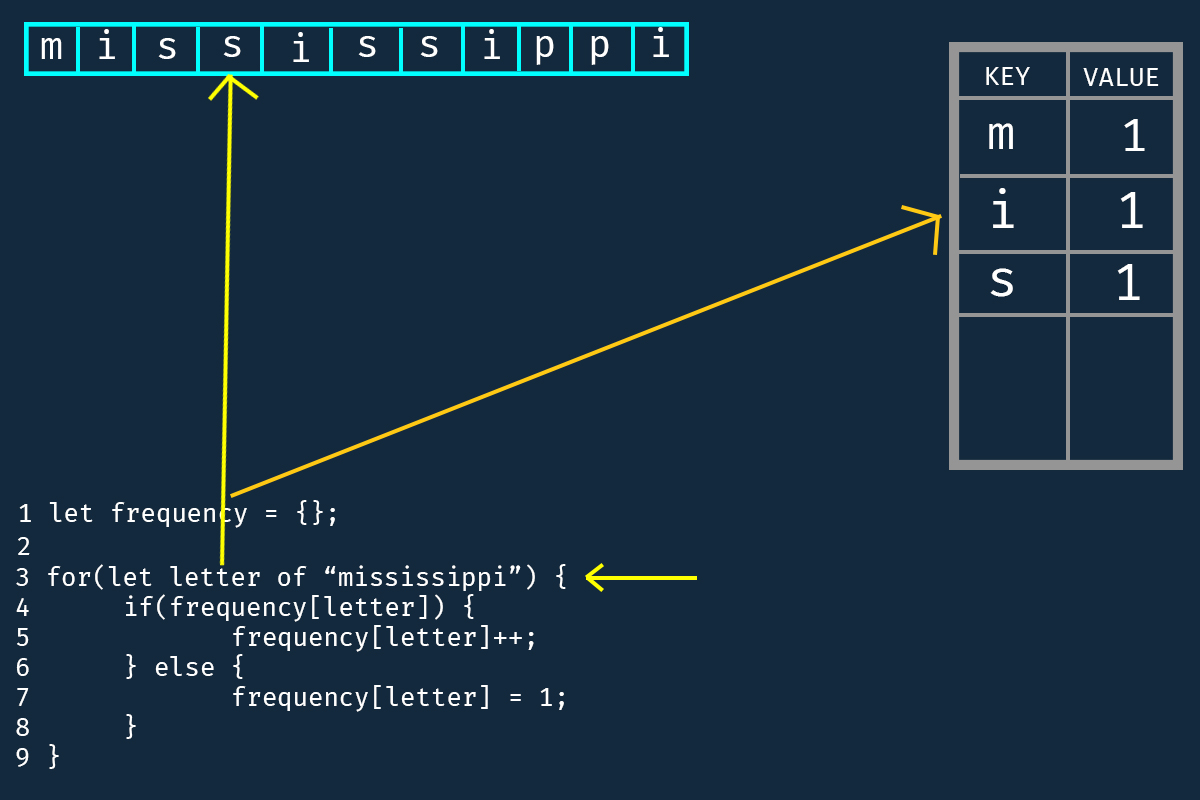 m i s s i s s i p p i
KEY VALUE
m 1
i 1
s 1
1 let frequency = {};
2
3 for(let letter of “mississippi”) {
4 if(frequency[letter]) {
5 frequency[letter]++;
6 } else {
7 frequency[letter] = 1;
8 }
9 }